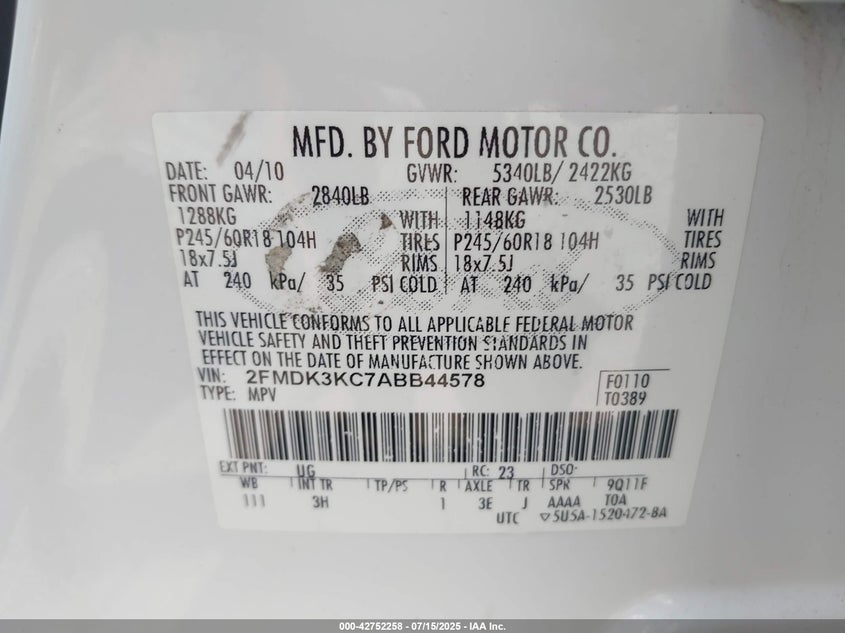 MFD. BY FORD MOTOR CO.
DATE: 04/10 GVWR: 5340LB/ 2422KG
FRONT GAWR: 2840LB REAR GAWR: 2530LB
1288KG WITH 1148KG WITH
P245/60R18 104H TIRES P245/60R18 104H TIRES
18x7.5J RIMS 18x7.5J RIMS
AT 240 kPa/ 35 PSI COLD AT 240 kPa/ 35 PSI COLD
THIS VEHICLE CONFORMS TO ALL APPLICABLE FEDERAL MOTOR
VEHICLE SAFETY AND THEFT PREVENTION STANDARDS IN
EFFECT ON THE DATE OF MANUFACTURE SHOWN ABOVE.
VIN: 2FMDK3KC7ABB44578 F0110
TYPE: MPV T0389
EXT PNT: UG RC: 23 DSO:
WB INT TR TP/PS R AXLE TR SPR 9Q11F
111 3H 1 3E J AAAA T0A
UTC ▽5U5A-1520472-BA
000-42752258 - 07/15/2025 - IAA Inc.